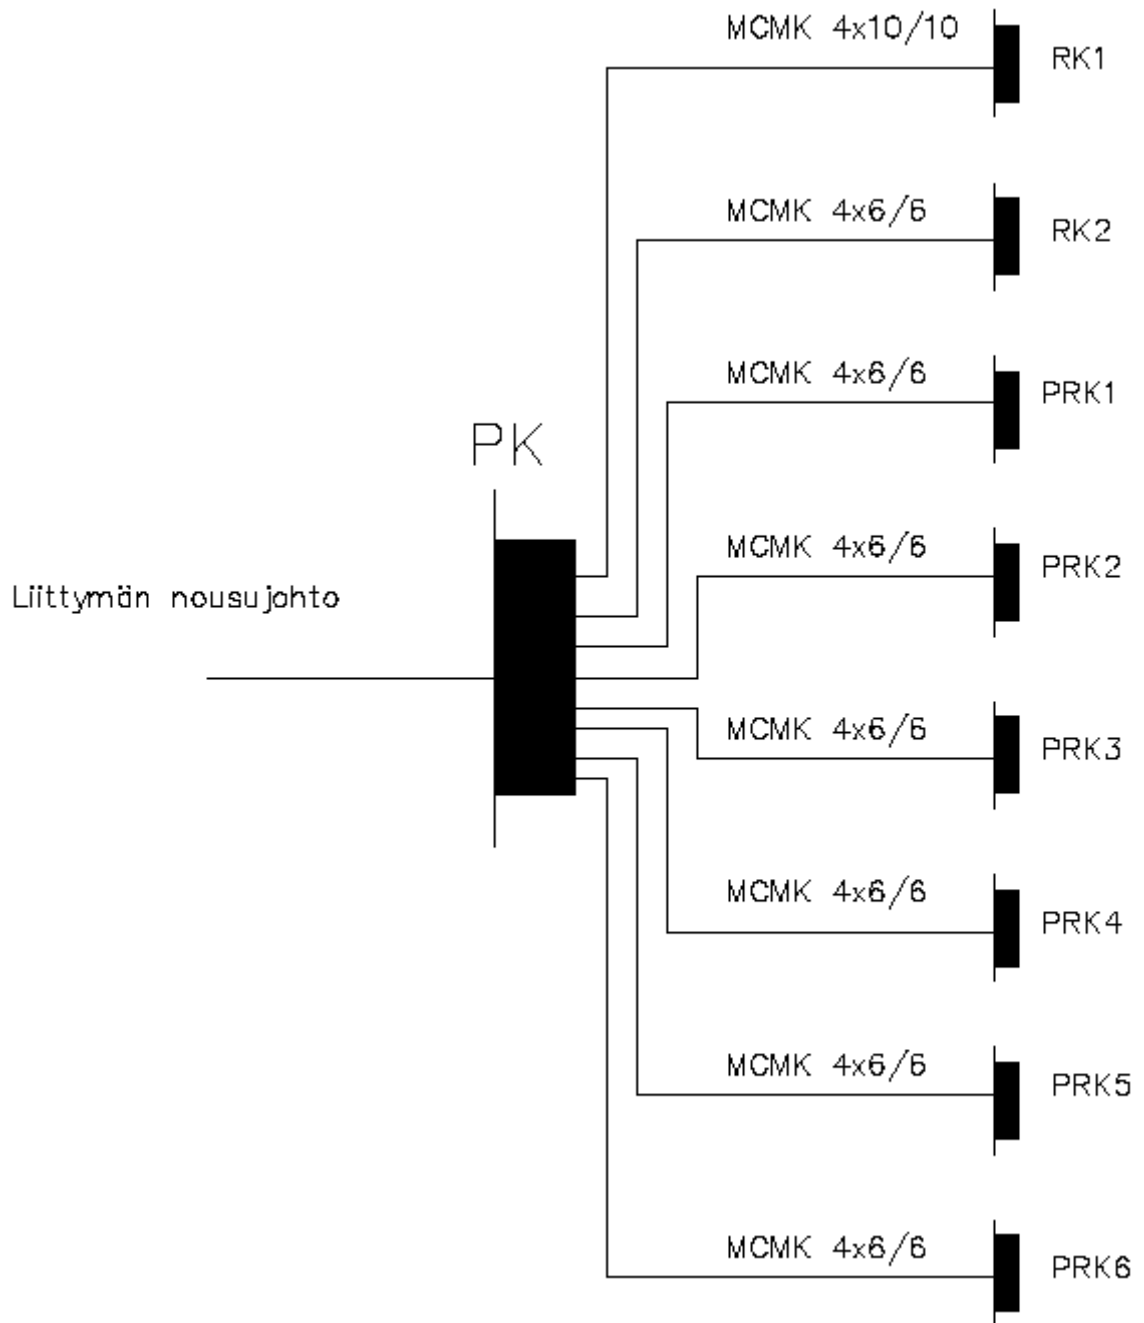 MCMK 4x10/10
RK1
MCMK 4x6/6
RK2
MCMK 4x6/6
PRK1
PK
MCMK 4x6/6
PRK2
Liittymän nousujohto
MCMK 4x6/6
PRK3
MCMK 4x6/6
PRK4
MCMK 4x6/6
PRK5
MCMK 4x6/6
PRK6